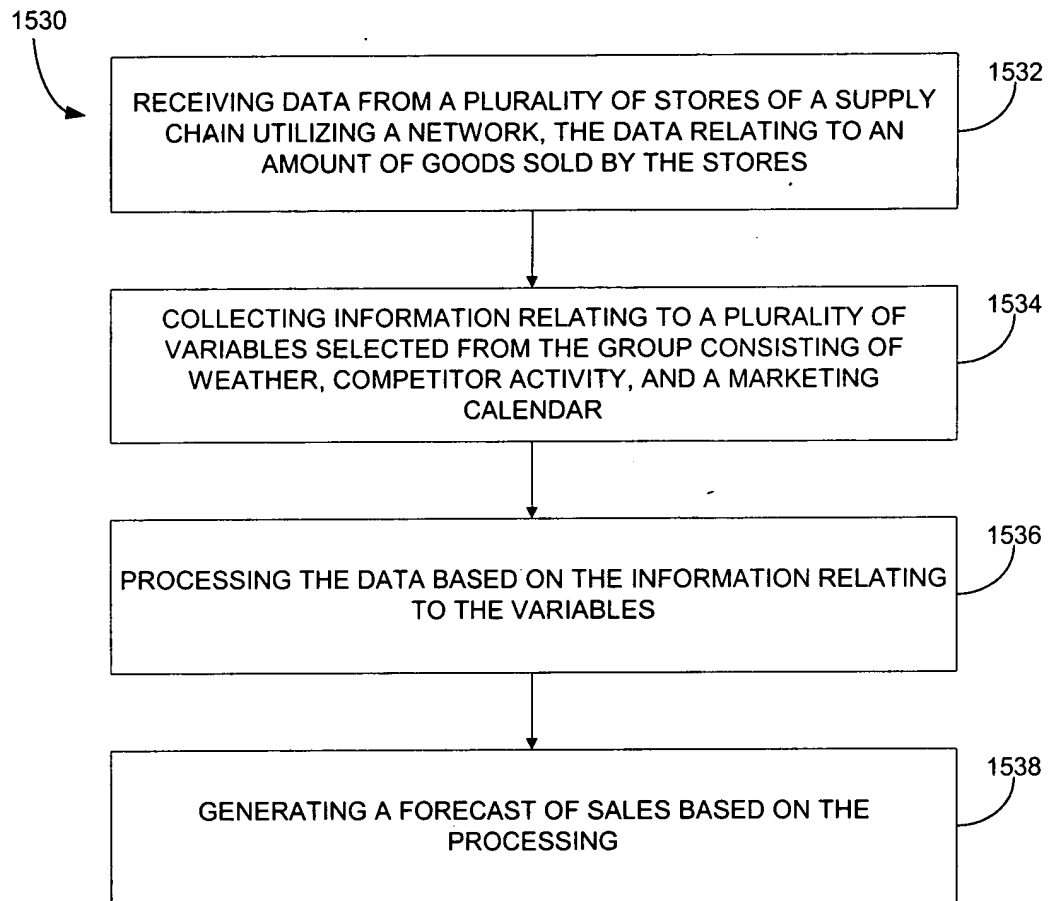 1530
1532
RECEIVING DATA FROM A PLURALITY OF STORES OF A SUPPLY
CHAIN UTILIZING A NETWORK, THE DATA RELATING TO AN
AMOUNT OF GOODS SOLD BY THE STORES
1534
COLLECTING INFORMATION RELATING TO A PLURALITY OF
VARIABLES SELECTED FROM THE GROUP CONSISTING OF
WEATHER, COMPETITOR ACTIVITY, AND A MARKETING
CALENDAR
1536
PROCESSING THE DATA BASED ON THE INFORMATION RELATING
TO THE VARIABLES
1538
GENERATING A FORECAST OF SALES BASED ON THE
PROCESSING